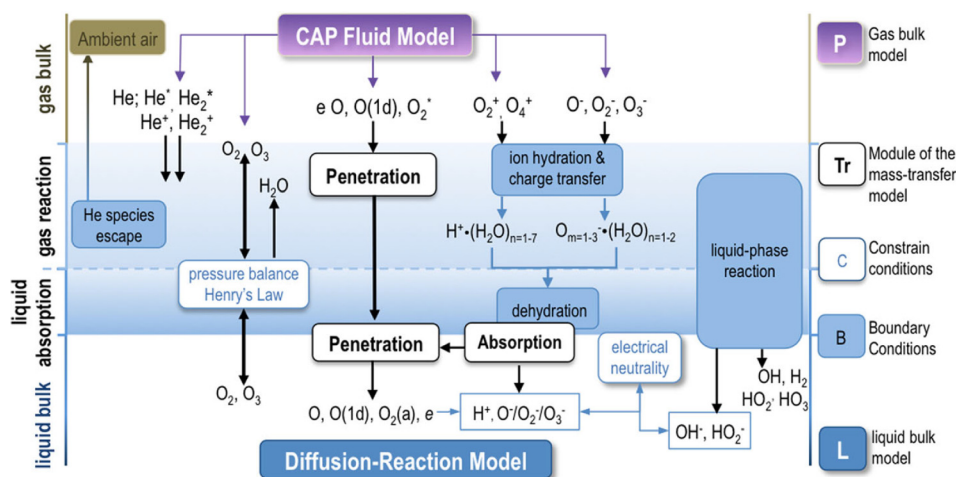 CAP Fluid Model
Ambient air
He; He*, He₂*
He⁺, He₂⁺
e O, O(1d), O₂*
O₂⁺, O₄⁺
O⁻, O₂⁻, O₃⁻
O₂, O₃
H₂O
Penetration
ion hydration &
charge transfer
He species
escape
H⁺•(H₂O)n=1-7
Om=1-3⁻•(H₂O)n=1-2
liquid-phase
reaction
pressure balance
Henry's Law
dehydration
Penetration
Absorption
electrical
neutrality
O₂, O₃
O, O(1d), O₂(a), e
H⁺, O⁻/O₂⁻/O₃⁻
OH⁻, HO₂⁻
OH, H₂
HO₂, HO₃
Diffusion-Reaction Model
gas bulk
gas reaction
liquid
absorption
liquid bulk
P
Gas bulk
model
Tr
Module of the
mass-transfer
model
C
Constrain
conditions
B
Boundary
Conditions
L
liquid bulk
model